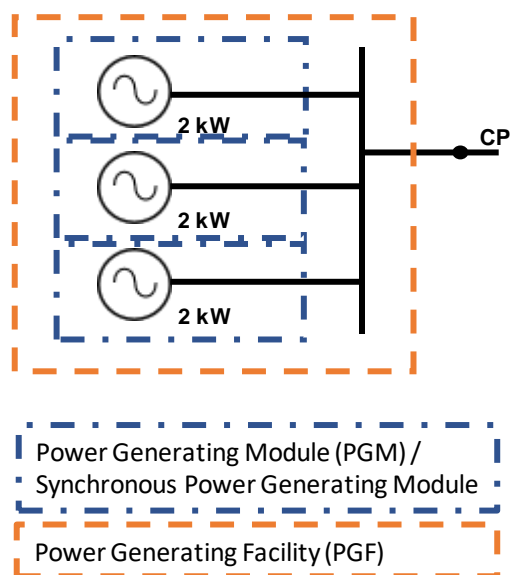 2 kW
CP
2 kW
2 kW
Power Generating Module (PGM) /
Synchronous Power Generating Module
Power Generating Facility (PGF)